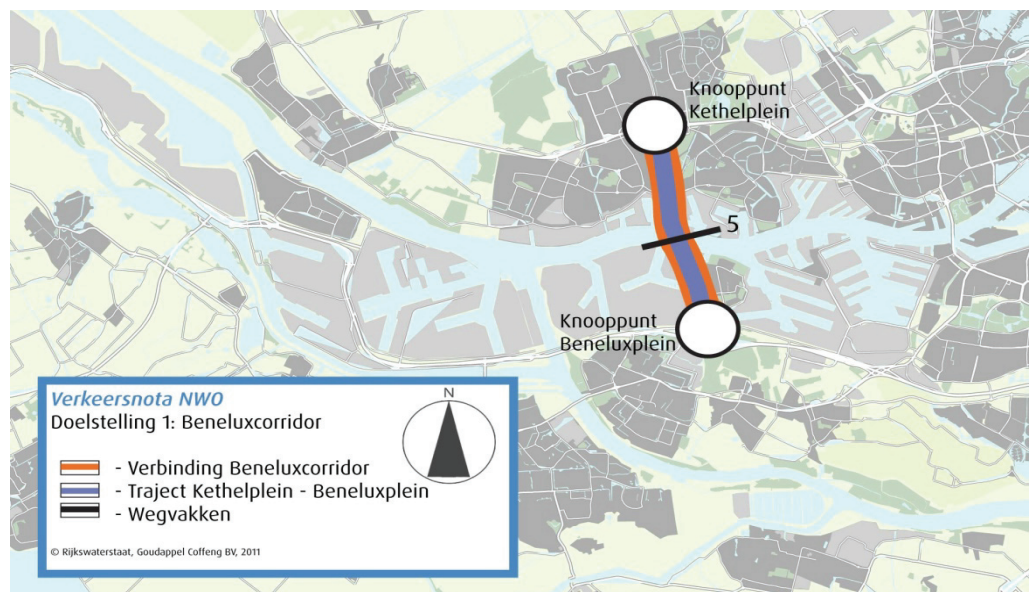 Knooppunt
Kethelplein
5
Knooppunt
Beneluxplein
Verkeersnota NWO
Doelstelling 1: Beneluxcorridor
N
- Verbinding Beneluxcorridor
- Traject Kethelplein - Beneluxplein
- Wegvakken
© Rijkswaterstaat, Goudappel Coffeng BV, 2011